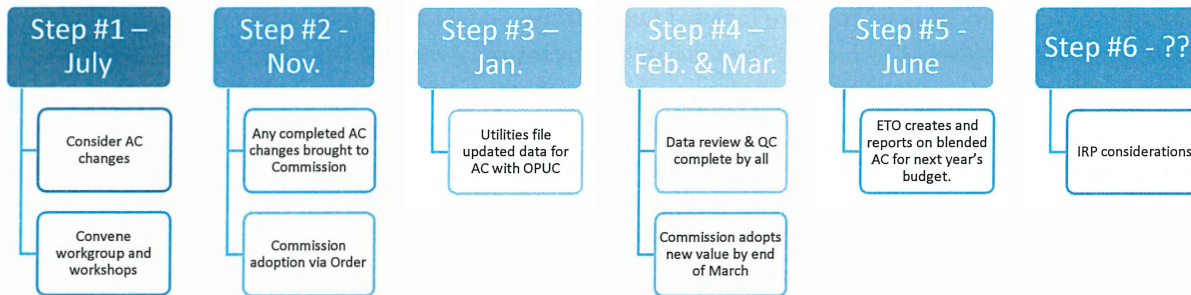 Step #1 –
July
Consider AC
changes
Convene
workgroup and
workshops
Step #2 -
Nov.
Any completed AC
changes brought to
Commission
Commission
adoption via Order
Step #3 –
Jan.
Utilities file
updated data for
AC with OPUC
Step #4 –
Feb. & Mar.
Data review & QC
complete by all
Commission adopts
new value by end
of March
Step #5 -
June
ETO creates and
reports on blended
AC for next year's
budget.
Step #6 - ??
IRP considerations